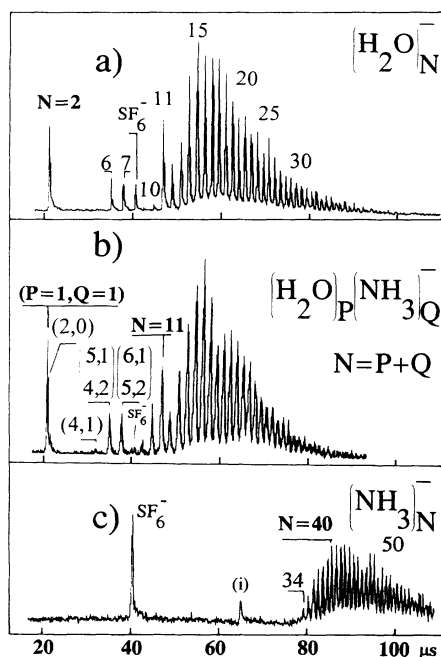 a)
(H2O)N−
N=2
6
7
SF6−
10
11
15
20
25
30
b)
(H2O)P(NH3)Q−
N=P+Q
(P=1,Q=1)
(2,0)
(4,1)
5,1
4,2
6,1
5,2
SF6−
N=11
c)
(NH3)N−
SF6−
(i)
34
N=40
50
20 40 60 80 100 μs